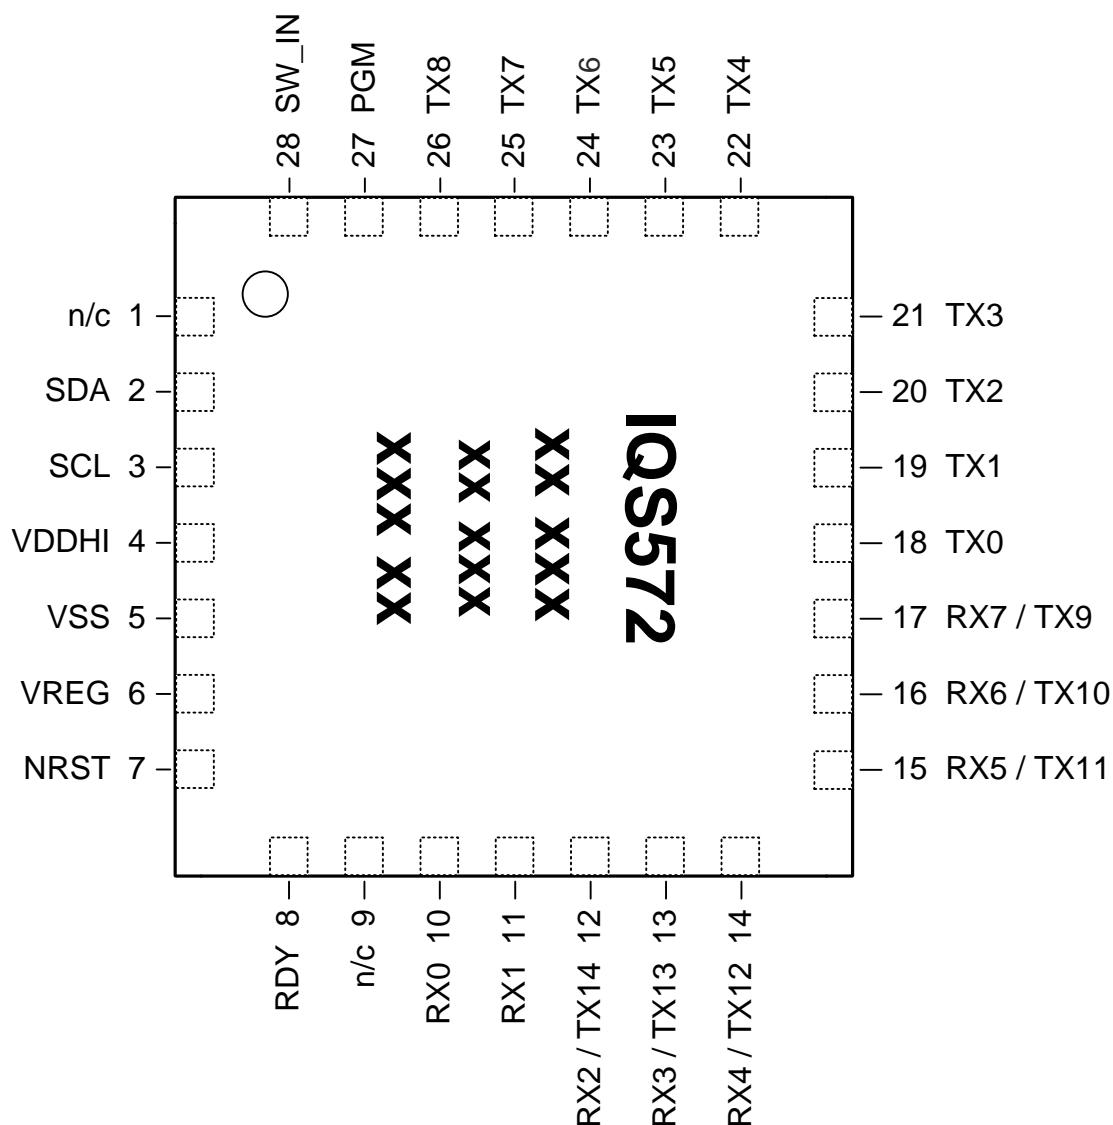 28 SW_IN
27 PGM
26 TX8
25 TX7
24 TX6
23 TX5
22 TX4
n/c 1
SDA 2
SCL 3
VDDHI 4
VSS 5
VREG 6
NRST 7
21 TX3
20 TX2
19 TX1
18 TX0
17 RX7 / TX9
16 RX6 / TX10
15 RX5 / TX11
IQS572
xx xxx xx
xx xxx
xxx xx xx
RDY 8
n/c 9
RX0 10
RX1 11
RX2 / TX14 12
RX3 / TX13 13
RX4 / TX12 14